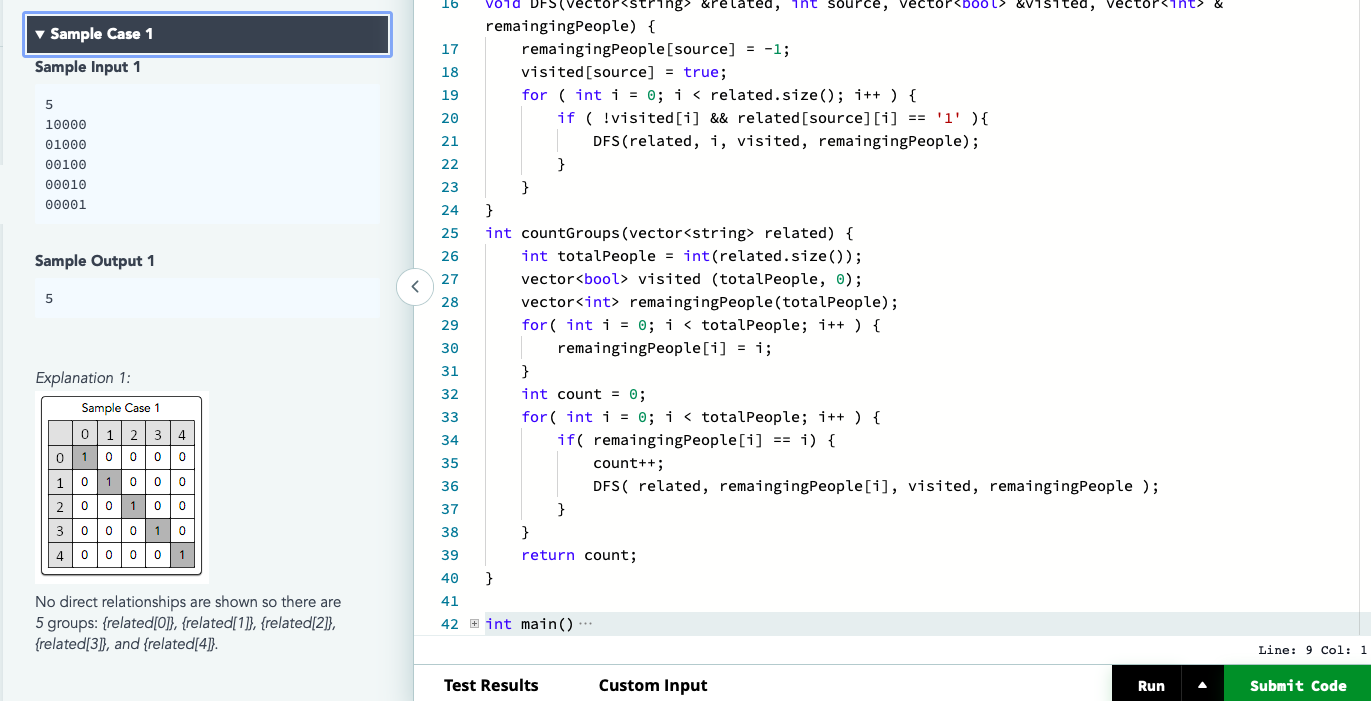 ▼ Sample Case 1
Sample Input 1
5
10000
01000
00100
00010
00001
Sample Output 1
5
Explanation 1:
Sample Case 1
0 1 2 3 4
0 1 0 0 0 0
1 0 1 0 0 0
2 0 0 1 0 0
3 0 0 0 1 0
4 0 0 0 0 1
No direct relationships are shown so there are
5 groups: {related[0]}, {related[1]}, {related[2]},
{related[3]}, and {related[4]}.
16 void DFS(vector<string> &related, int source, vector<bool> &visited, vector<int> &
remaingingPeople) {
17 remaingingPeople[source] = -1;
18 visited[source] = true;
19 for ( int i = 0; i < related.size(); i++ ) {
20 if ( !visited[i] && related[source][i] == '1' ){
21 DFS(related, i, visited, remaingingPeople);
22 }
23 }
24 }
25 int countGroups(vector<string> related) {
26 int totalPeople = int(related.size());
27 vector<bool> visited (totalPeople, 0);
28 vector<int> remaingingPeople(totalPeople);
29 for( int i = 0; i < totalPeople; i++ ) {
30 remaingingPeople[i] = i;
31 }
32 int count = 0;
33 for( int i = 0; i < totalPeople; i++ ) {
34 if( remaingingPeople[i] == i) {
35 count++;
36 DFS( related, remaingingPeople[i], visited, remaingingPeople );
37 }
38 }
39 return count;
40 }
41
42 int main() ···
Line: 9 Col: 1
Test Results
Custom Input
Run
Submit Code